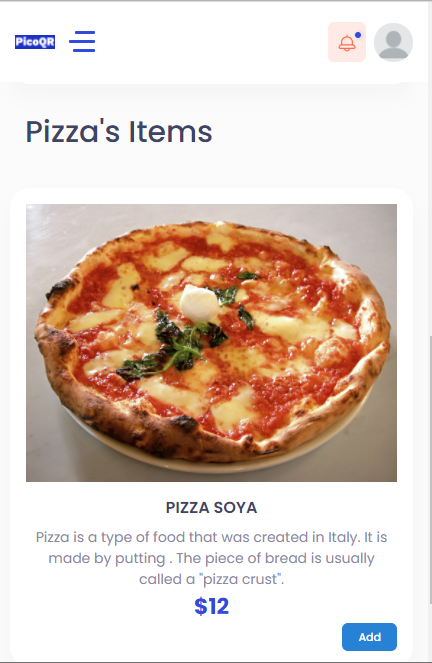 PicoQR
Pizza's Items
PIZZA SOYA
Pizza is a type of food that was created in Italy. It is
made by putting . The piece of bread is usually
called a "pizza crust".
$12
Add